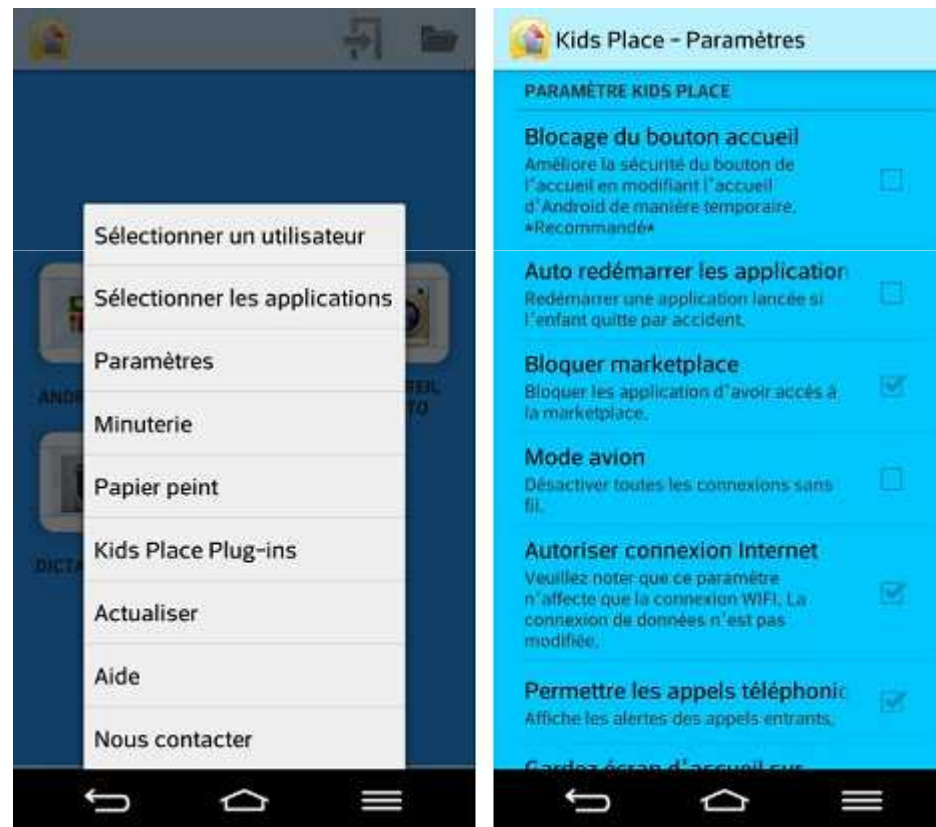 Sélectionner un utilisateur
Sélectionner les applications
Paramètres
Minuterie
Papier peint
Kids Place Plug-ins
Actualiser
Aide
Nous contacter
Kids Place - Paramètres
PARAMÈTRE KIDS PLACE
Blocage du bouton accueil
Améliore la sécurité du bouton de
l'accueil en modifiant l'accueil
d'Android de manière temporaire.
*Recommandé*
Auto redémarrer les application
Redémarrer une application lancée si
l'enfant quitte par accident.
Bloquer marketplace
Bloquer les application d'avoir accés à
la marketplace.
Mode avion
Désactiver toutes les connexions sans
fil.
Autoriser connexion Internet
Veuillez noter que ce paramètre
n'affecte que la connexion WIFI. La
connexion de données n'est pas
modifiée.
Permettre les appels téléphonic
Affiche les alertes des appels entrants.
Gardez écran d'accueil sur